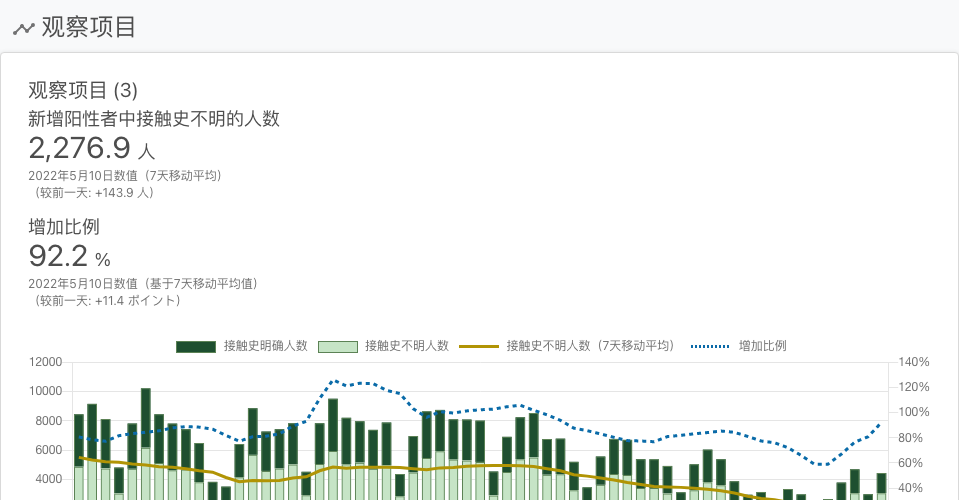 观察项目
观察项目 (3)
新增阳性者中接触史不明的人数
2,276.9 人
2022年5月10日数值（7天移动平均）
（较前一天: +143.9 人）
增加比例
92.2 %
2022年5月10日数值（基于7天移动平均值）
（较前一天: +11.4 ポイント）
接触史明确人数 接触史不明人数 接触史不明人数（7天移动平均） 增加比例
12000 140%
10000 120%
8000 100%
6000 80%
4000 60%
40%